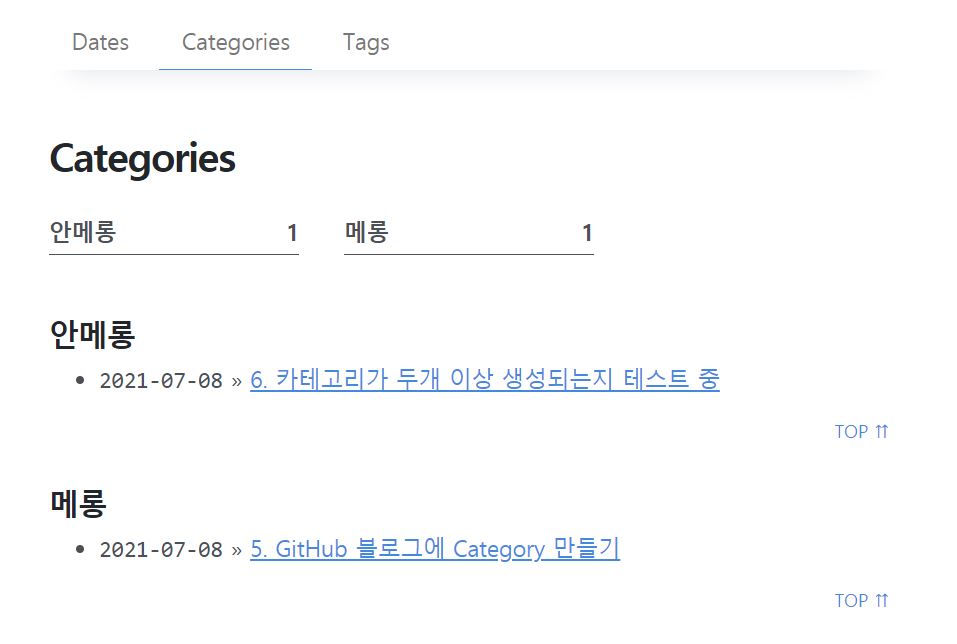 Dates Categories Tags
Categories
안메롱 1 메롱 1
안메롱
• 2021-07-08 » 6. 카테고리가 두개 이상 생성되는지 테스트 중
TOP ⇈
메롱
• 2021-07-08 » 5. GitHub 블로그에 Category 만들기
TOP ⇈